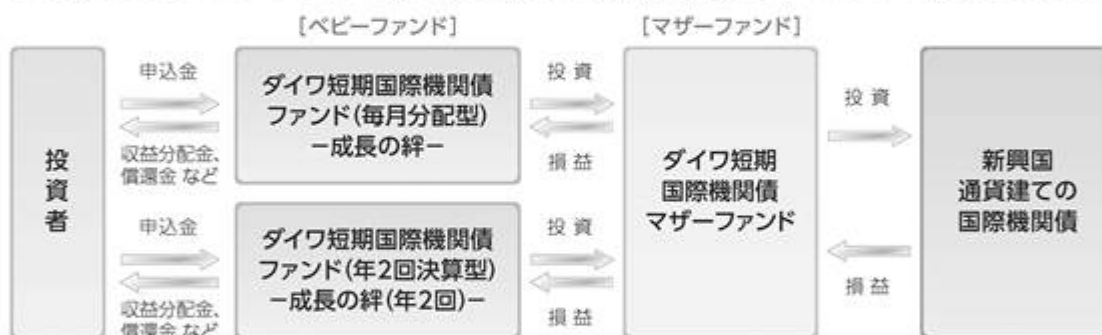 [ベビーファンド]
[マザーファンド]
投資者
申込金
収益分配金、
償還金 など
ダイワ短期国際機関債
ファンド(毎月分配型)
−成長の絆−
投 資
損 益
申込金
収益分配金、
償還金 など
ダイワ短期国際機関債
ファンド(年2回決算型)
−成長の絆(年2回)−
投 資
損 益
ダイワ短期
国際機関債
マザーファンド
投 資
損 益
新興国
通貨建ての
国際機関債